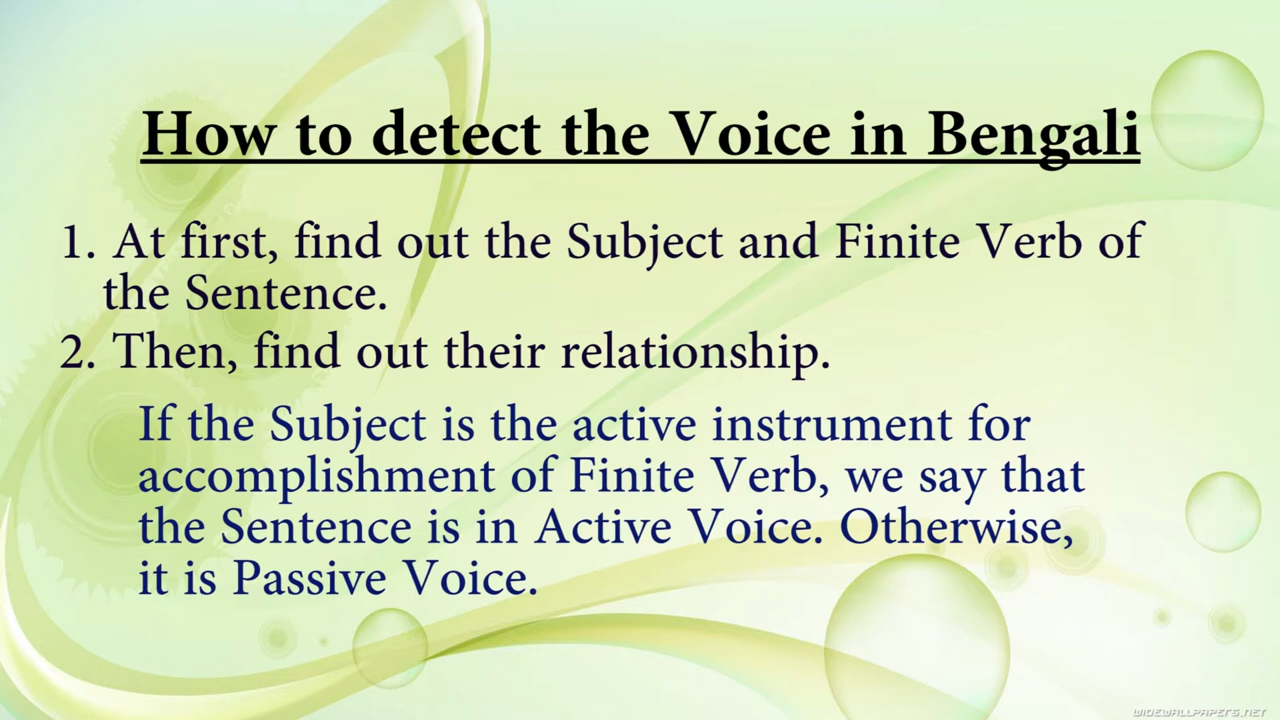 How to detect the Voice in Bengali
1. At first, find out the Subject and Finite Verb of
the Sentence.
2. Then, find out their relationship.
If the Subject is the active instrument for
accomplishment of Finite Verb, we say that
the Sentence is in Active Voice. Otherwise,
it is Passive Voice.
WIDEWALLPAPERS.NET